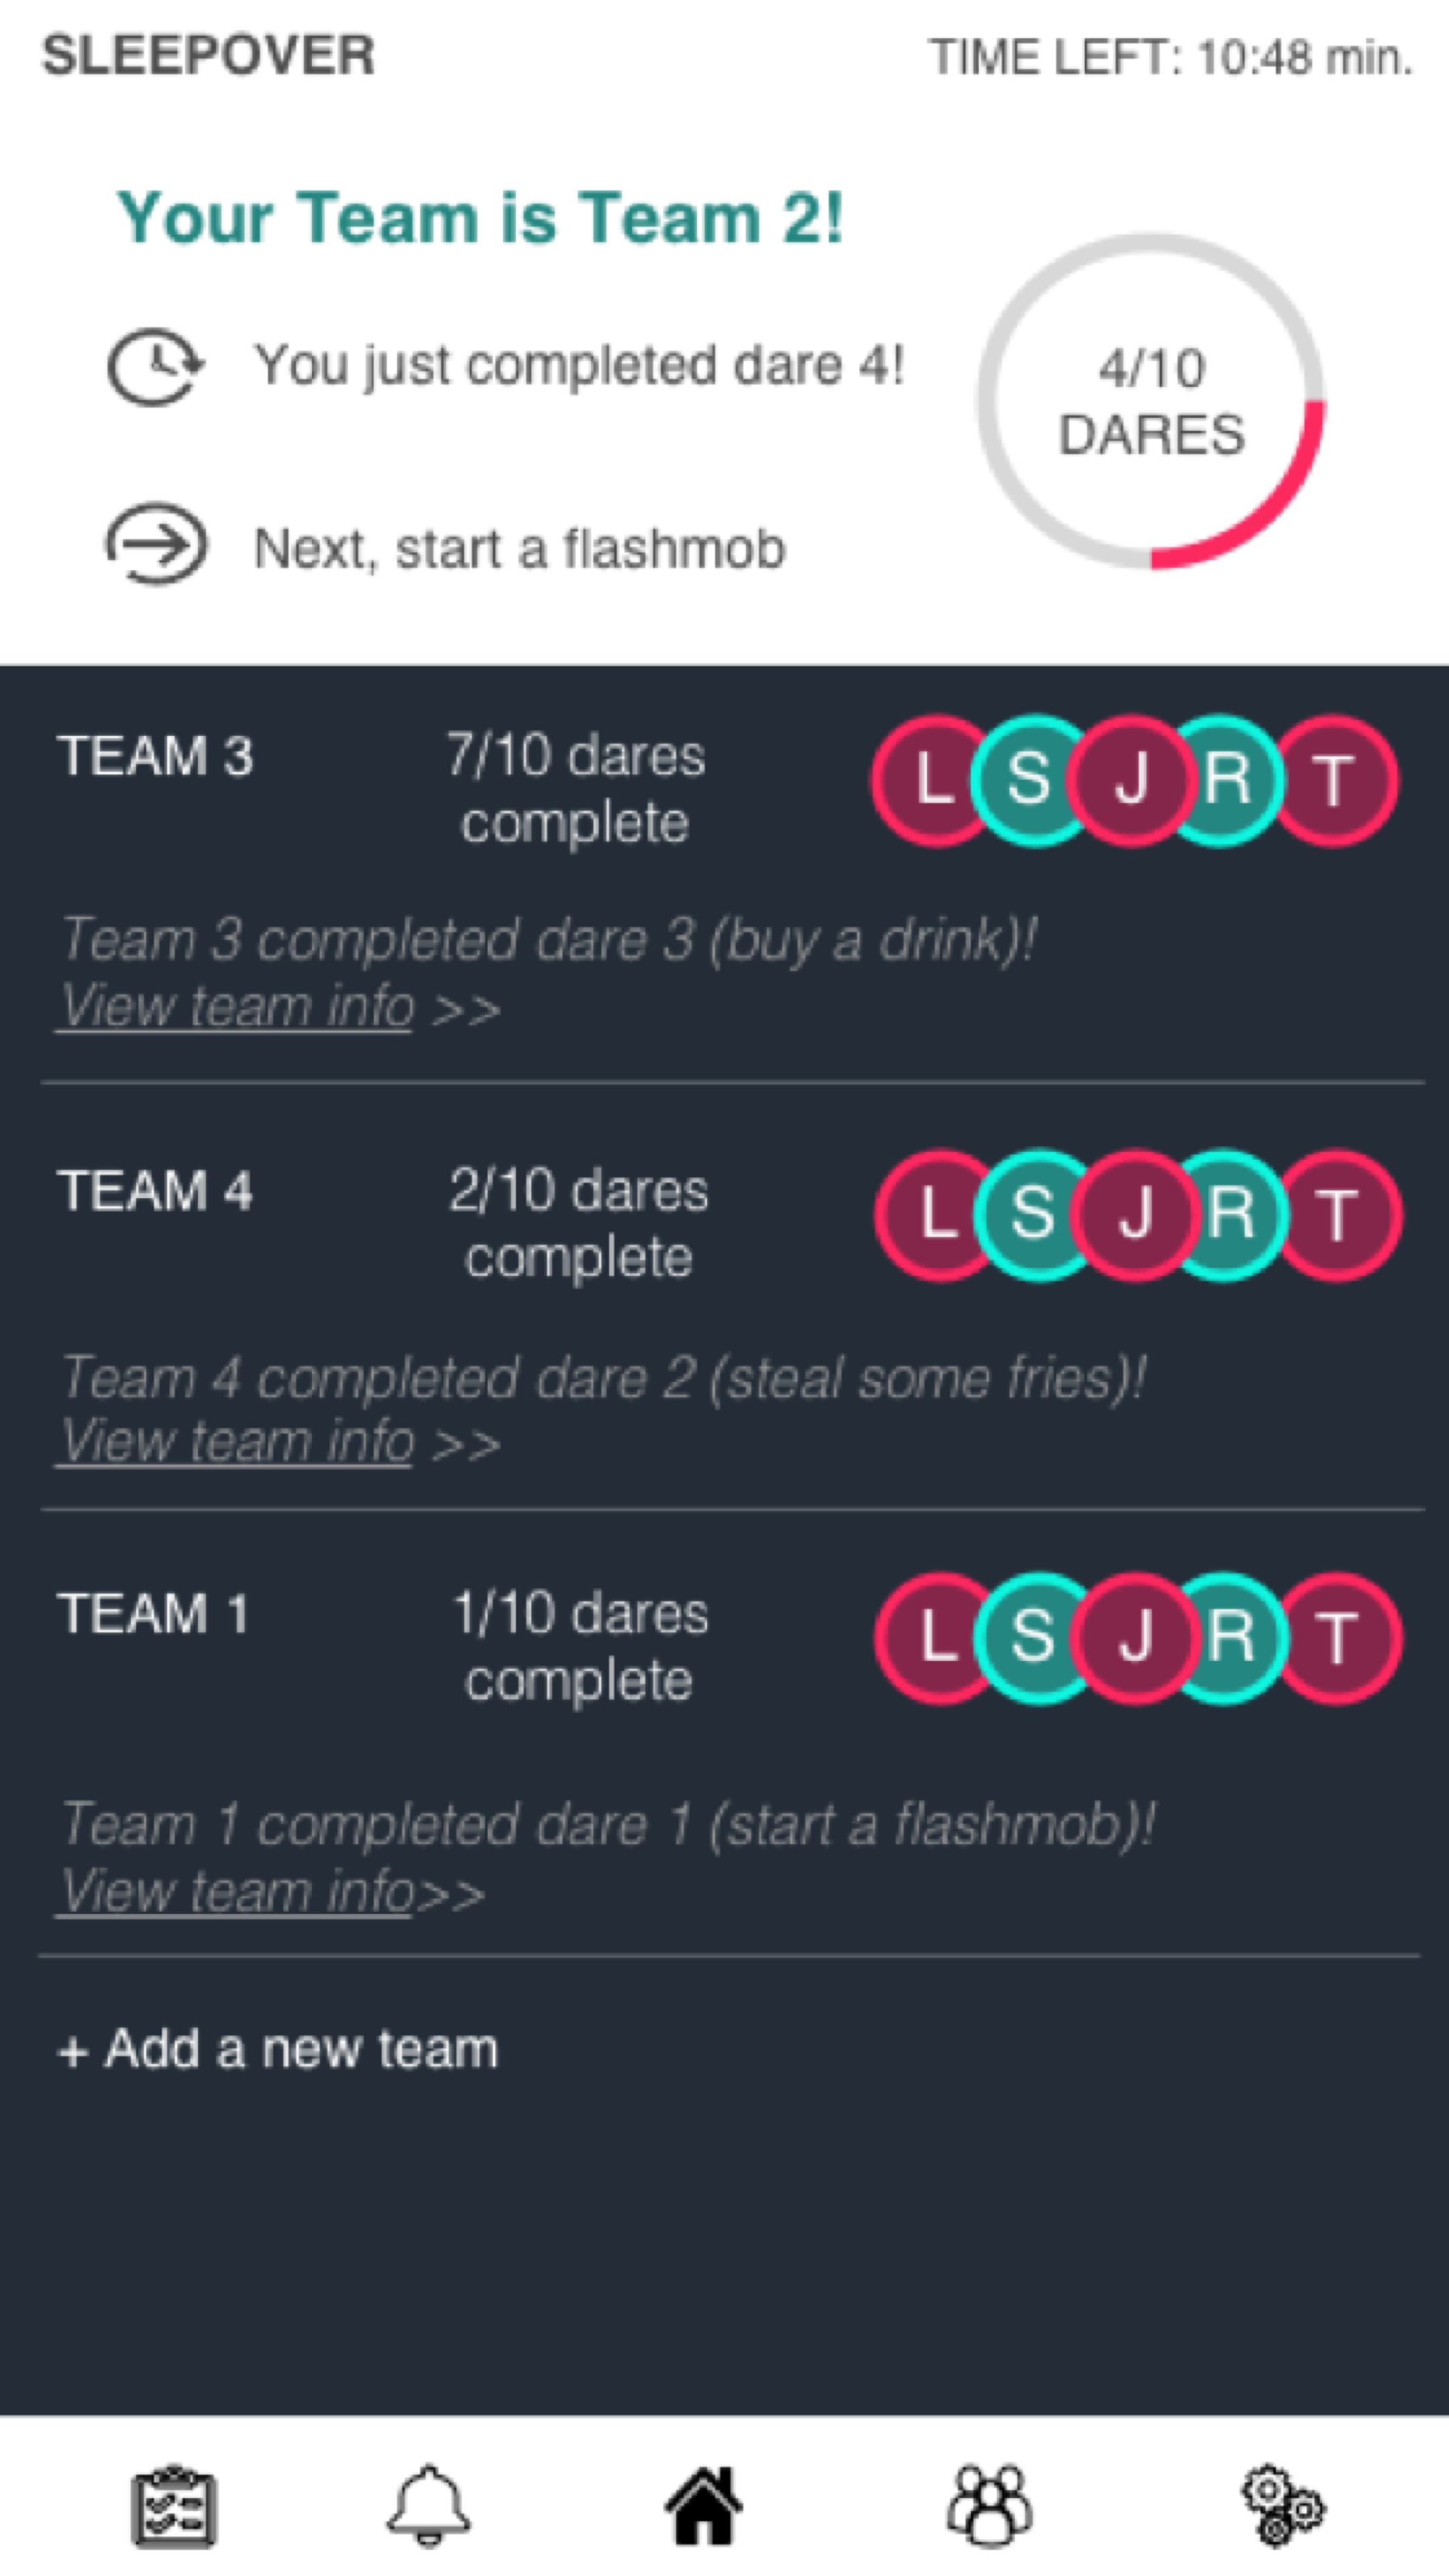 SLEEPOVER
TIME LEFT: 10:48 min.
Your Team is Team 2!
You just completed dare 4!
4/10
DARES
Next, start a flashmob
TEAM 3
7/10 dares
complete
L S J R T
Team 3 completed dare 3 (buy a drink)!
View team info >>
TEAM 4
2/10 dares
complete
L S J R T
Team 4 completed dare 2 (steal some fries)!
View team info >>
TEAM 1
1/10 dares
complete
L S J R T
Team 1 completed dare 1 (start a flashmob)!
View team info>>
+ Add a new team